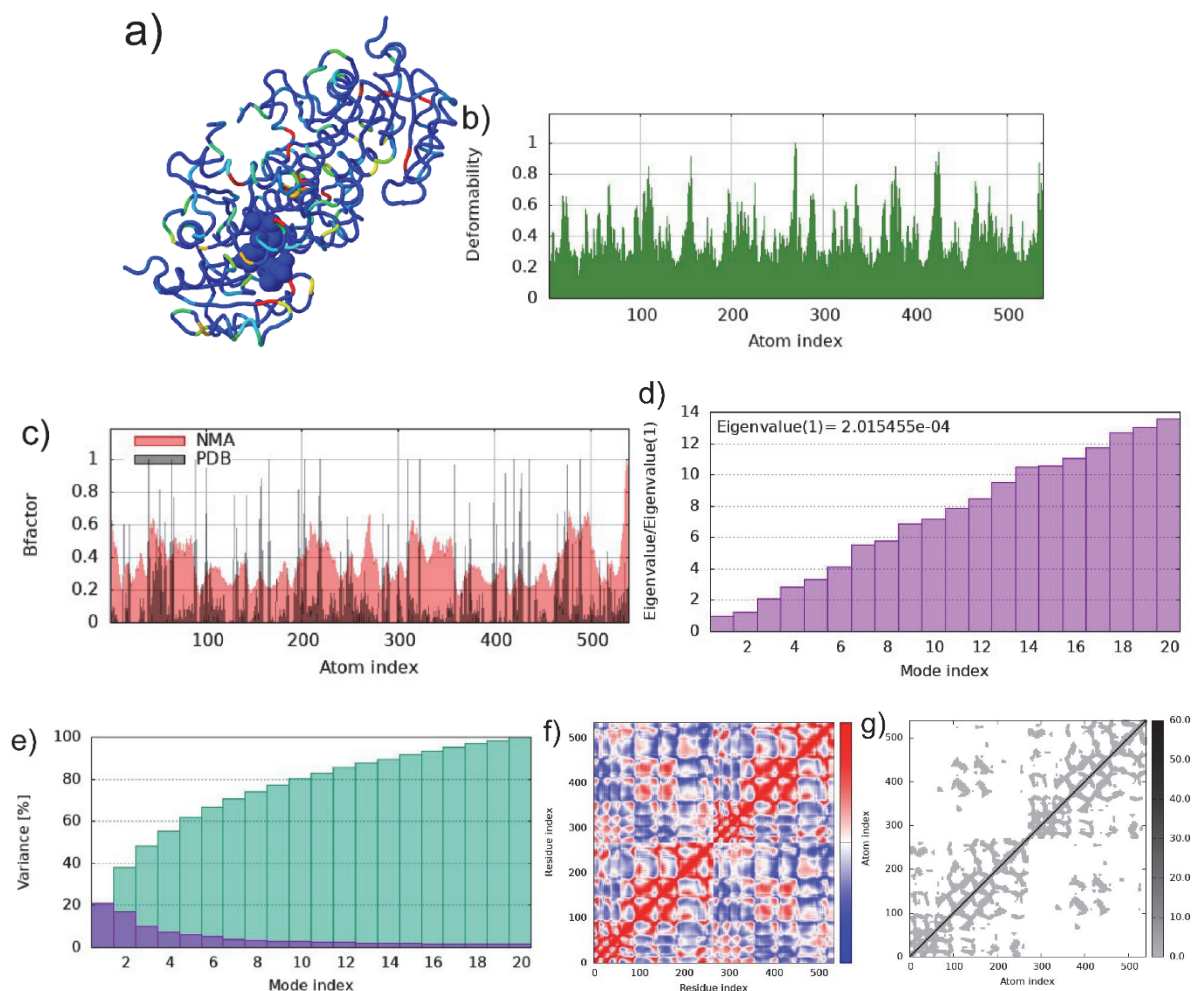 a)
b)
Deformability
1
0.8
0.6
0.4
0.2
0
100 200 300 400 500
Atom index
c)
NMA
PDB
Bfactor
1
0.8
0.6
0.4
0.2
0
100 200 300 400 500
Atom index
d)
Eigenvalue(1)= 2.015455e-04
Eigenvalue/Eigenvalue(1)
14
12
10
8
6
4
2
0
2 4 6 8 10 12 14 16 18 20
Mode index
e)
Variance [%]
100
80
60
40
20
0
2 4 6 8 10 12 14 16 18 20
Mode index
f)
Residue index
500
400
300
200
100
0
0 100 200 300 400 500
Residue index
g)
Atom index
500
400
300
200
100
0
0 100 200 300 400 500
Atom index
60.0
50.0
40.0
30.0
20.0
10.0
0.0